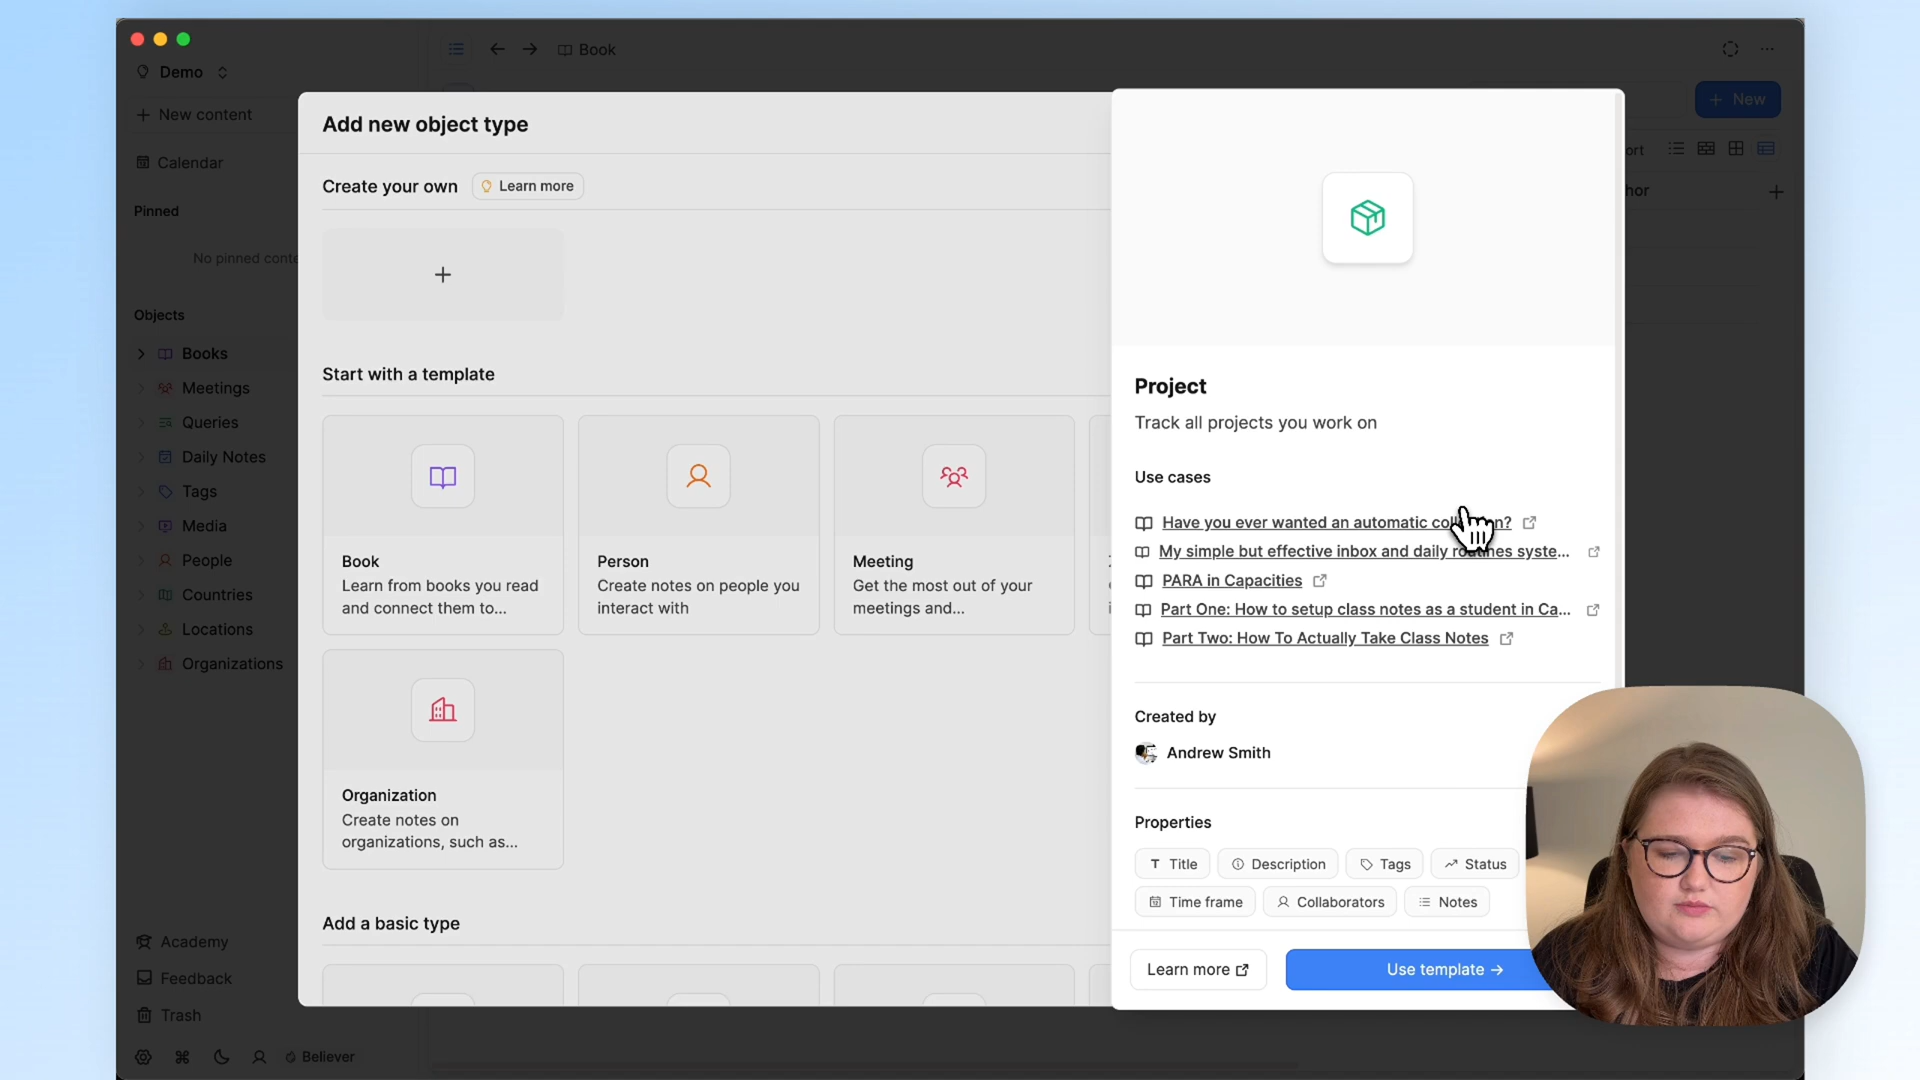 Demo
Book
New content
New
Calendar
Pinned
No pinned conte
Objects
Books
Meetings
Queries
Daily Notes
Tags
Media
People
Countries
Locations
Organizations
Academy
Feedback
Trash
Believer
ort
hor
Add new object type
Create your own
Learn more
Start with a template
Book
Learn from books you read
and connect them to...
Person
Create notes on people you
interact with
Meeting
Get the most out of your
meetings and...
Organization
Create notes on
organizations, such as...
Add a basic type
Project
Track all projects you work on
Use cases
Have you ever wanted an automatic n?
My simple but effective inbox and daily syste...
PARA in Capacities
Part One: How to setup class notes as a student in Ca...
Part Two: How To Actually Take Class Notes
Created by
Andrew Smith
Properties
Title
Description
Tags
Status
Time frame
Collaborators
Notes
Learn more
Use template →